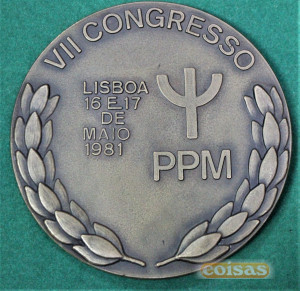 VII CONGRESSO
LISBOA
16 E 17
DE
MAIO
1981
PPM
coisas